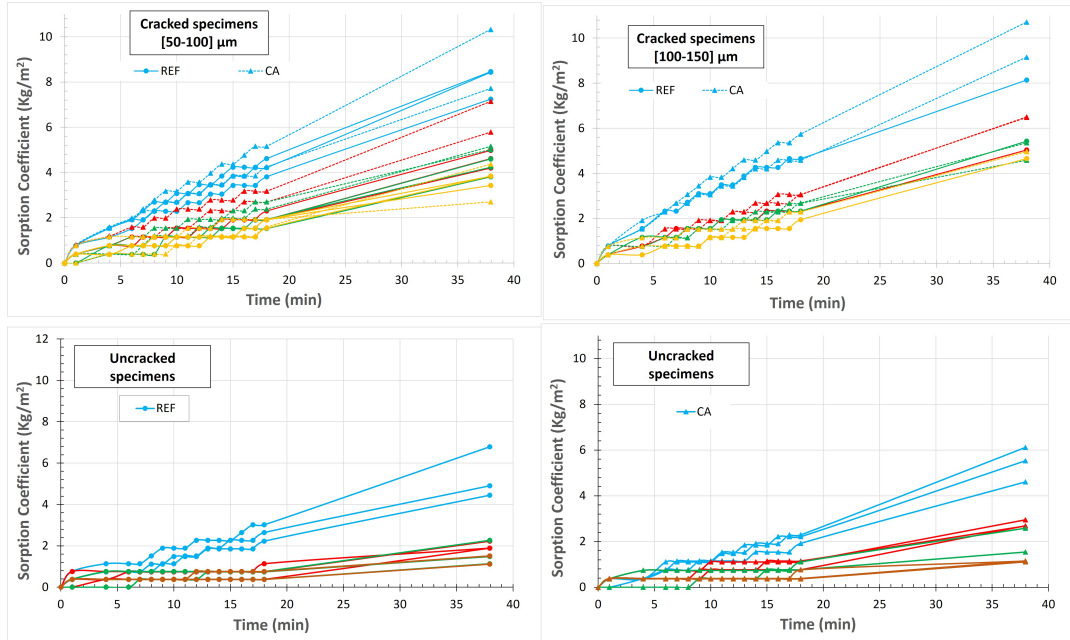 Cracked specimens
[50-100] µm
REF CA
10
8
6
4
2
0
Sorption Coefficient (Kg/m²)
0 5 10 15 20 25 30 35 40
Time (min)
Cracked specimens
[100-150] µm
REF CA
10
8
6
4
2
0
Sorption Coefficient (Kg/m²)
0 5 10 15 20 25 30 35 40
Time (min)
Uncracked
specimens
REF
12
10
8
6
4
2
0
Sorption Coefficient (Kg/m²)
0 5 10 15 20 25 30 35 40
Time (min)
Uncracked
specimens
CA
10
8
6
4
2
0
Sorption Coefficient (Kg/m²)
0 5 10 15 20 25 30 35 40
Time (min)